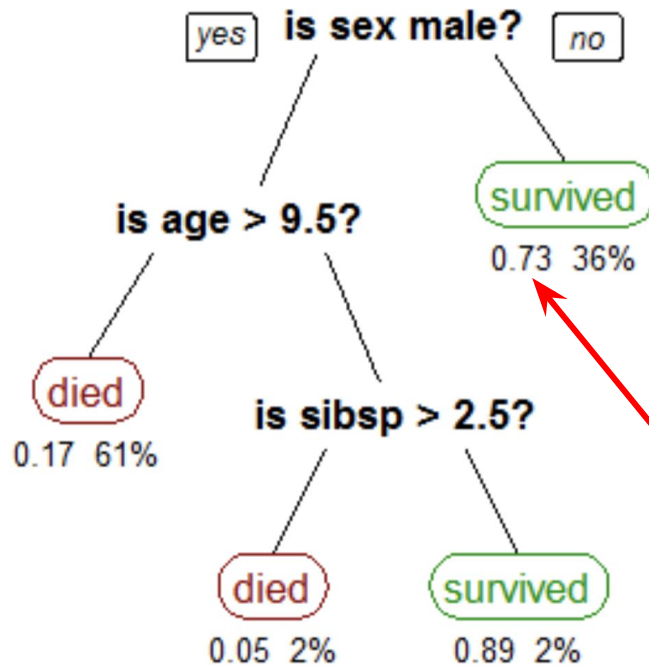 yes is sex male? no
survived
is age > 9.5?
0.73 36%
died
is sibsp > 2.5?
0.17 61%
died survived
0.05 2% 0.89 2%